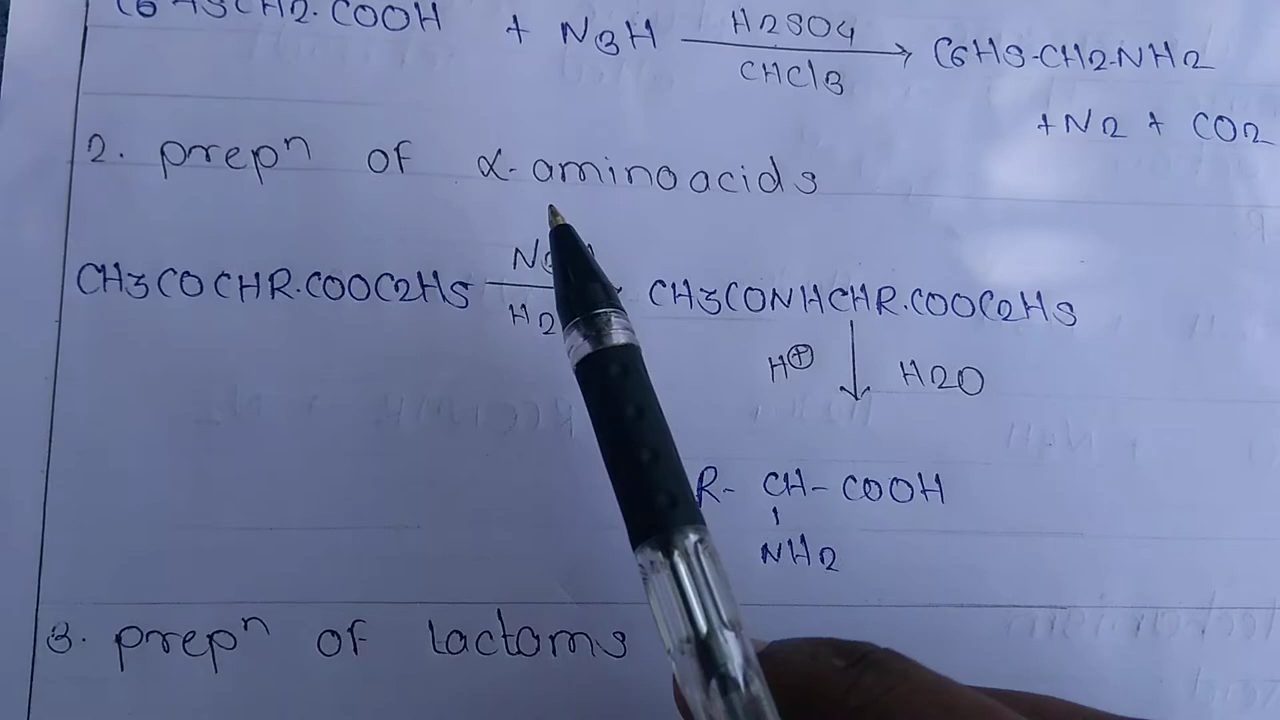 C6H5CH2.COOH + N3H H2SO4 CHCl3 → C6H5-CH2-NH2
+N2 + CO2
2. prepⁿ of α-aminoacids
CH3COCHR.COOC2H5 CH3CONHCHR.COOC2H5
H⊕ ↓ H2O
R- CH- COOH
NH2
3. prepⁿ of lactams